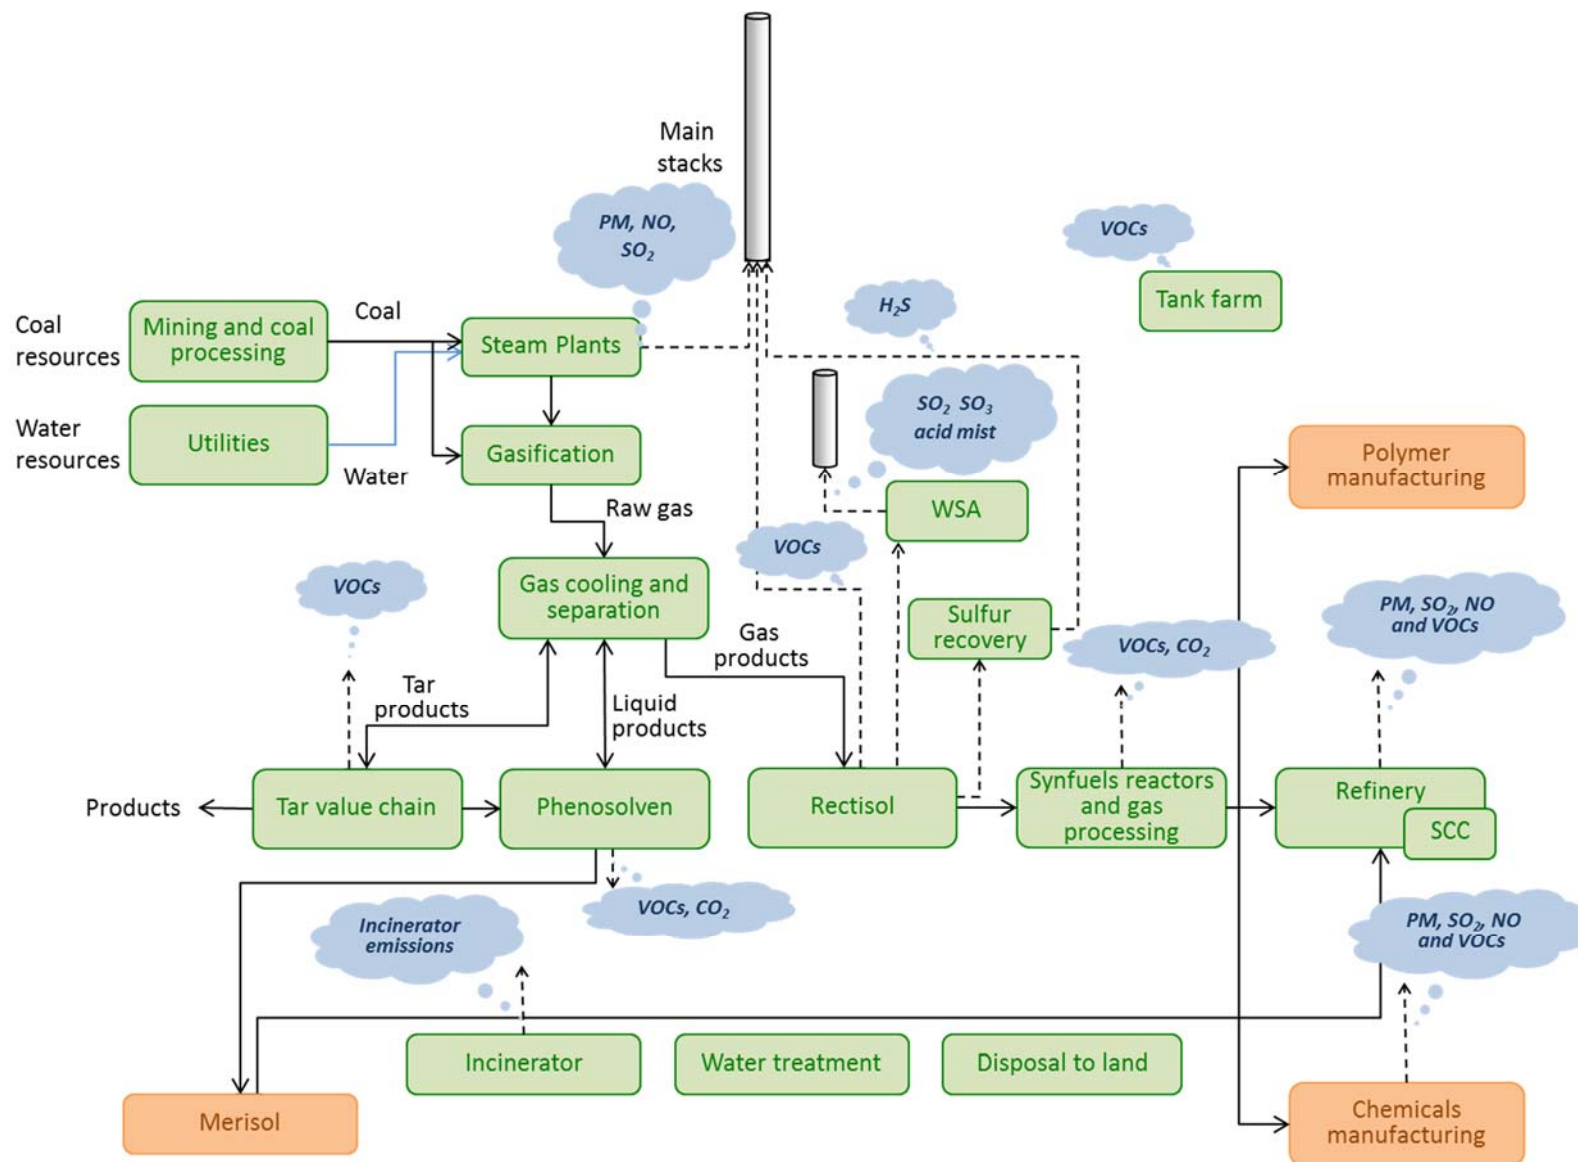 Main
stacks
PM, NO,
SO₂
VOCs
Tank farm
Coal
resources
Mining and coal
processing
Coal
Steam Plants
H₂S
Water
resources
Utilities
Water
Gasification
SO₂ SO₃
acid mist
Polymer
manufacturing
Raw gas
WSA
VOCs
VOCs
Gas cooling and
separation
Sulfur
recovery
PM, SO₂, NO
and VOCs
Gas
products
VOCs, CO₂
Tar
products
Liquid
products
Products
Tar value chain
Phenosolven
Rectisol
Synfuels reactors
and gas
processing
Refinery
SCC
VOCs, CO₂
Incinerator
emissions
PM, SO₂, NO
and VOCs
Incinerator
Water treatment
Disposal to land
Merisol
Chemicals
manufacturing